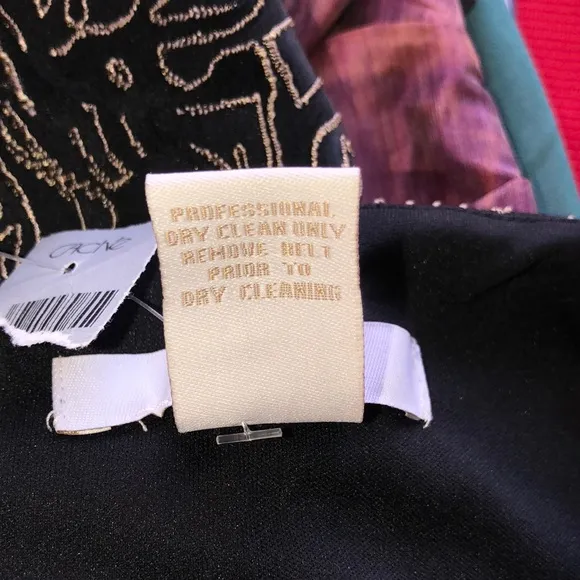 PROFESSIONAL
DRY CLEAN ONLY
REMOVE BELT
PRIOR TO
DRY CLEANING